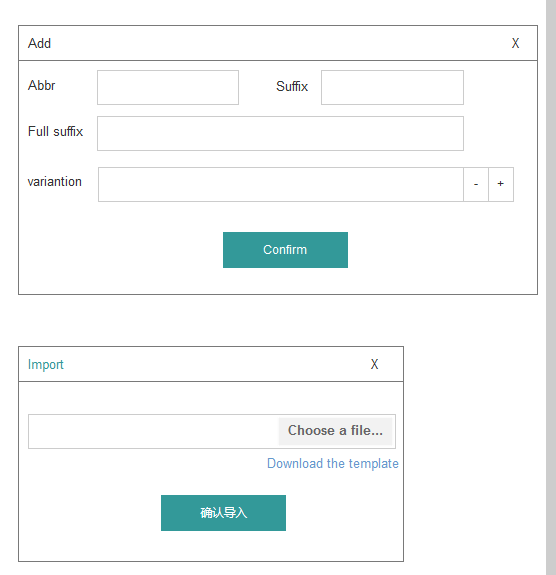 Add X
Abbr Suffix
Full suffix
variantion - +
Confirm
Import X
Choose a file...
Download the template
确认导入